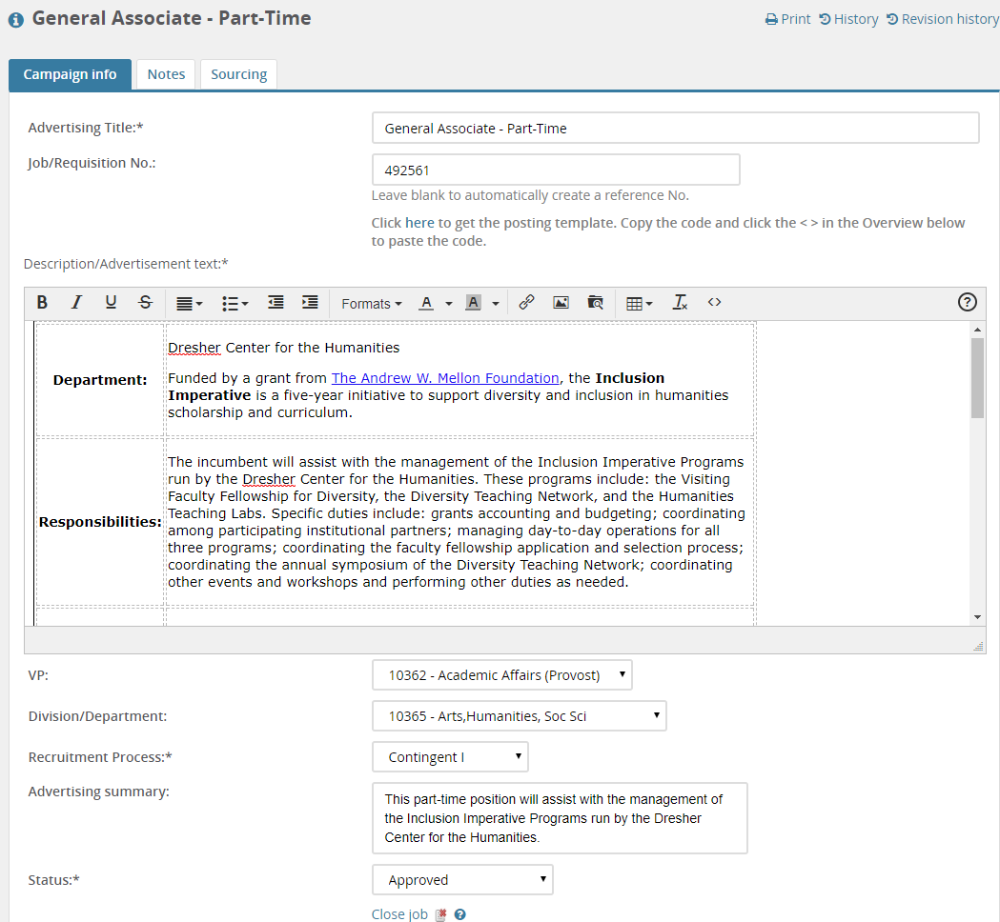 General Associate - Part-Time
Print History Revision history
Campaign info Notes Sourcing
Advertising Title:* General Associate - Part-Time
Job/Requisition No.: 492561
Leave blank to automatically create a reference No.
Click here to get the posting template. Copy the code and click the < > in the Overview below
to paste the code.
Description/Advertisement text:*
B I U S Formats A A <> ?
Dresher Center for the Humanities
Department: Funded by a grant from The Andrew W. Mellon Foundation, the Inclusion
Imperative is a five-year initiative to support diversity and inclusion in humanities
scholarship and curriculum.
The incumbent will assist with the management of the Inclusion Imperative Programs
run by the Dresher Center for the Humanities. These programs include: the Visiting
Faculty Fellowship for Diversity, the Diversity Teaching Network, and the Humanities
Teaching Labs. Specific duties include: grants accounting and budgeting; coordinating
Responsibilities: among participating institutional partners; managing day-to-day operations for all
three programs; coordinating the faculty fellowship application and selection process;
coordinating the annual symposium of the Diversity Teaching Network; coordinating
other events and workshops and performing other duties as needed.
VP: 10362 - Academic Affairs (Provost)
Division/Department: 10365 - Arts,Humanities, Soc Sci
Recruitment Process:* Contingent I
Advertising summary: This part-time position will assist with the management of
the Inclusion Imperative Programs run by the Dresher
Center for the Humanities.
Status:* Approved
Close job ?